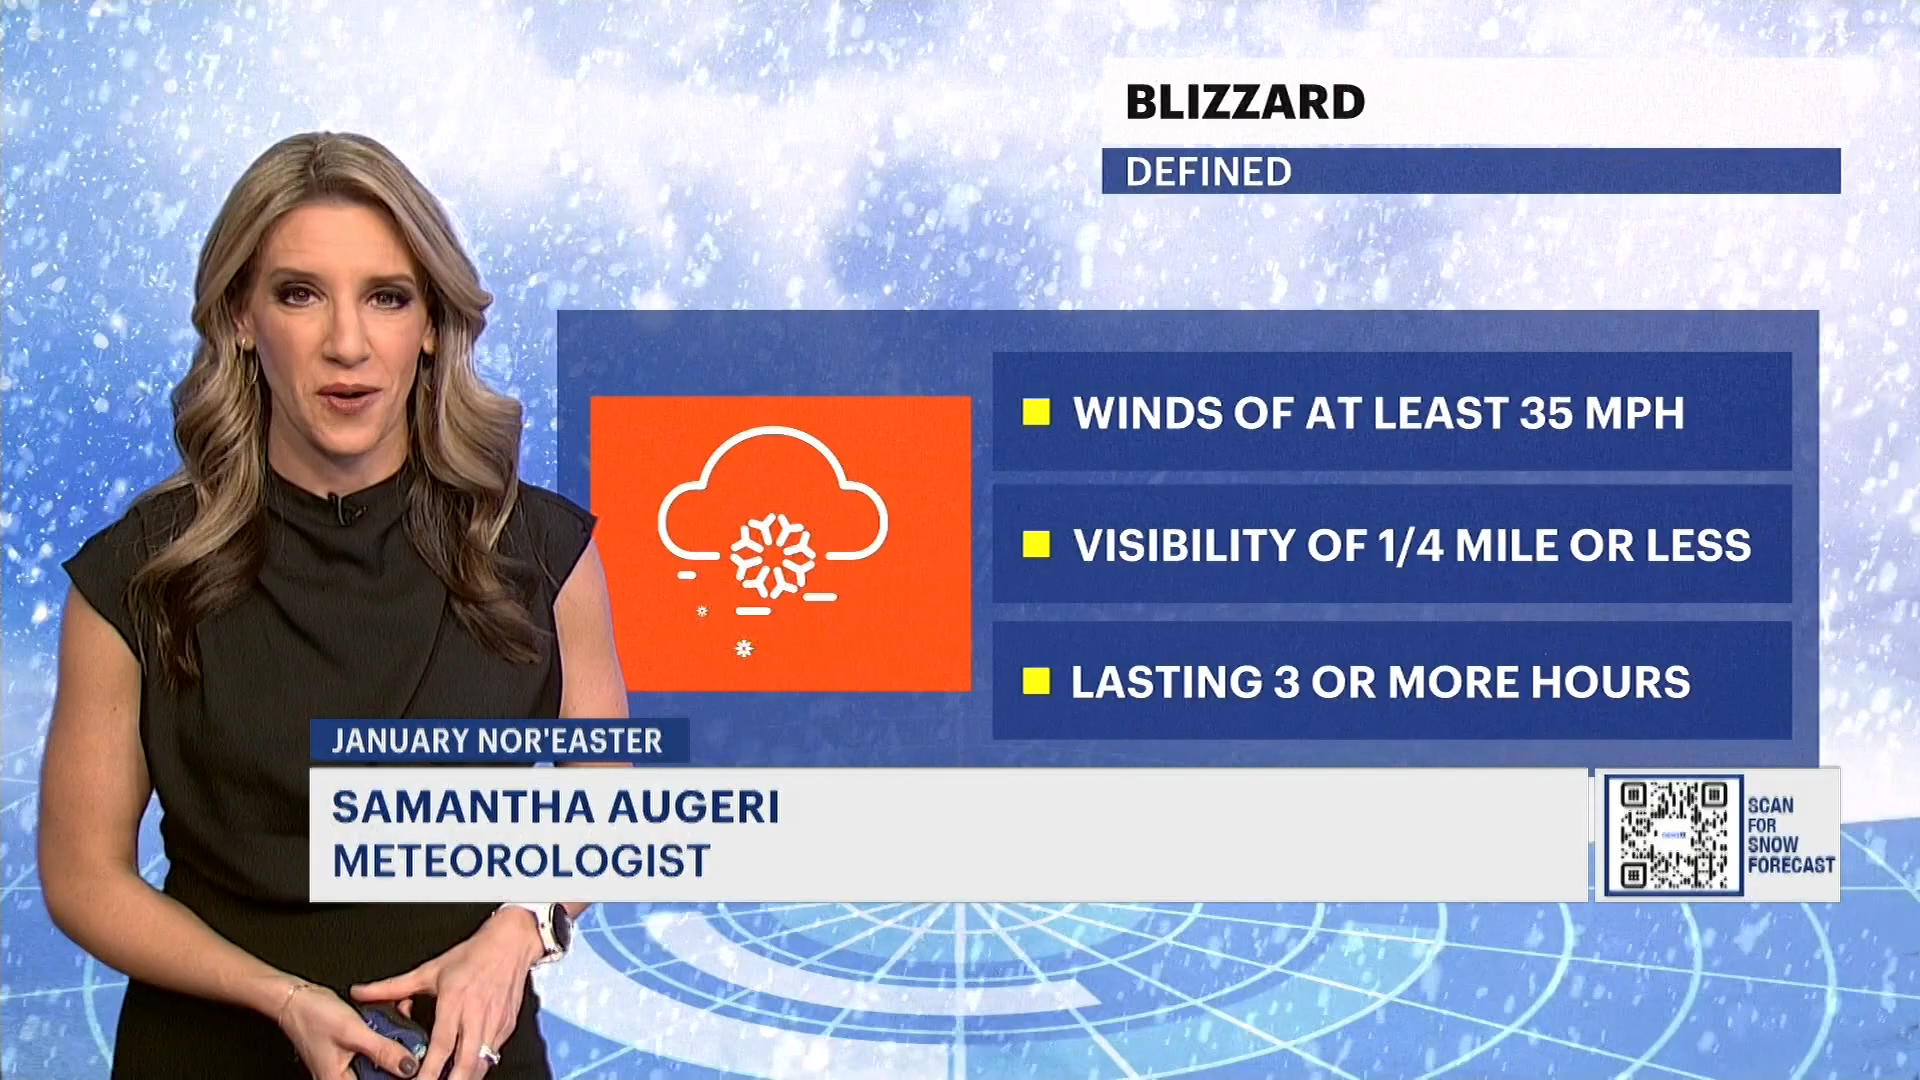 BLIZZARD
DEFINED
WINDS OF AT LEAST 35 MPH
VISIBILITY OF 1/4 MILE OR LESS
LASTING 3 OR MORE HOURS
JANUARY NOR'EASTER
SAMANTHA AUGERI
METEOROLOGIST
SCAN
FOR
SNOW
FORECAST